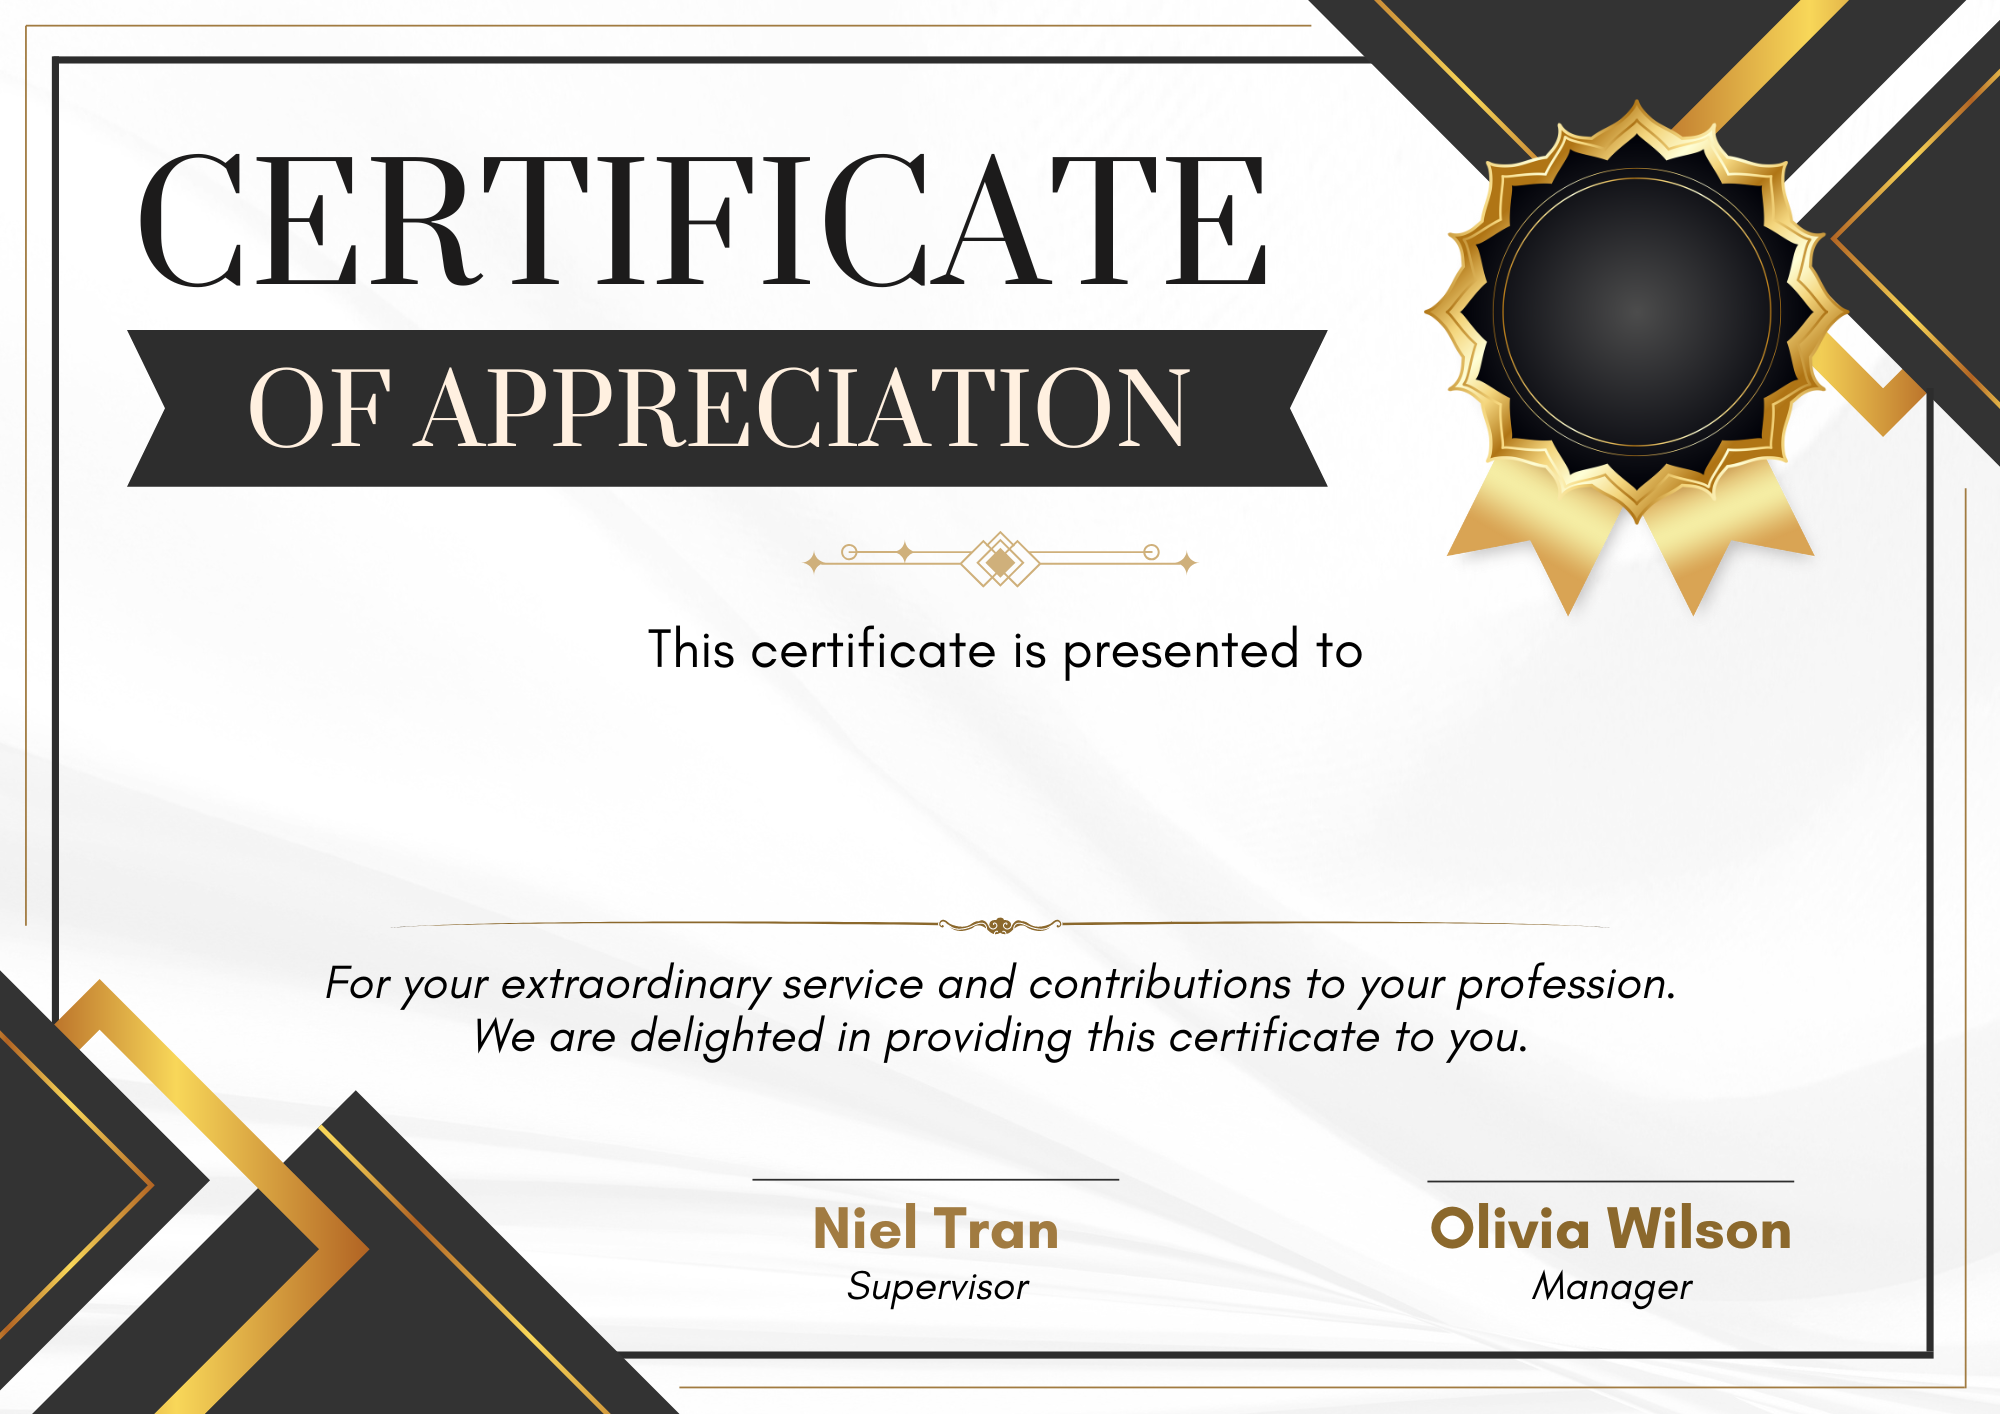 CERTIFICATE
OF APPRECIATION
This certificate is presented to
For your extraordinary service and contributions to your profession.
We are delighted in providing this certificate to you.
Niel Tran
Supervisor
Olivia Wilson
Manager